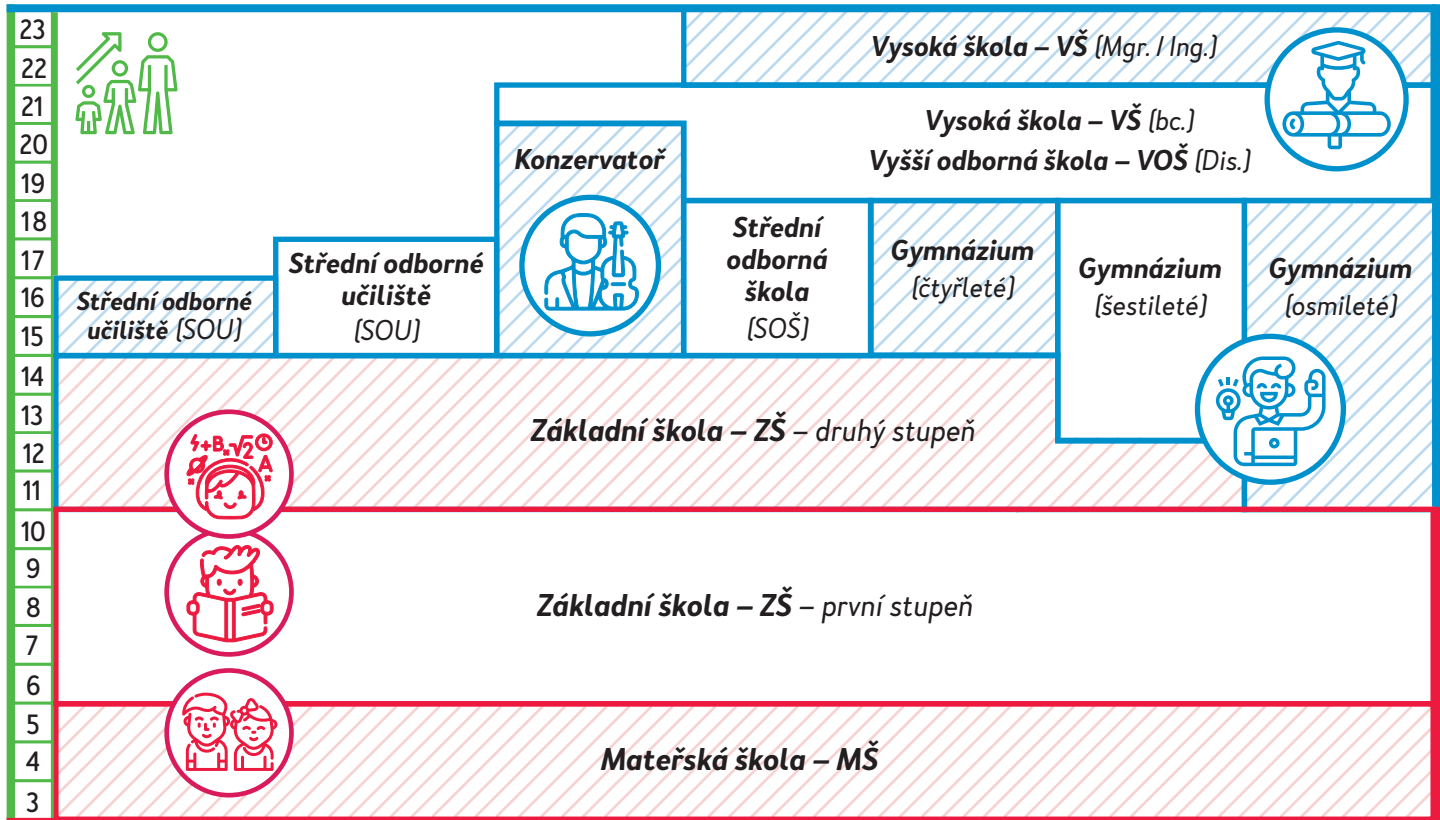 23
22
21
20
19
18
17
16
15
14
13
12
11
10
9
8
7
6
5
4
3
Vysoká škola – VŠ (Mgr. / Ing.)
Vysoká škola – VŠ (bc.)
Vyšší odborná škola – VOŠ (Dis.)
Konzervatoř
Střední odborné
učiliště (SOU)
Střední odborné
učiliště
(SOU)
Střední
odborná
škola
(SOŠ)
Gymnázium
(čtyřleté)
Gymnázium
(šestileté)
Gymnázium
(osmileté)
Základní škola – ZŠ – druhý stupeň
Základní škola – ZŠ – první stupeň
Mateřská škola – MŠ